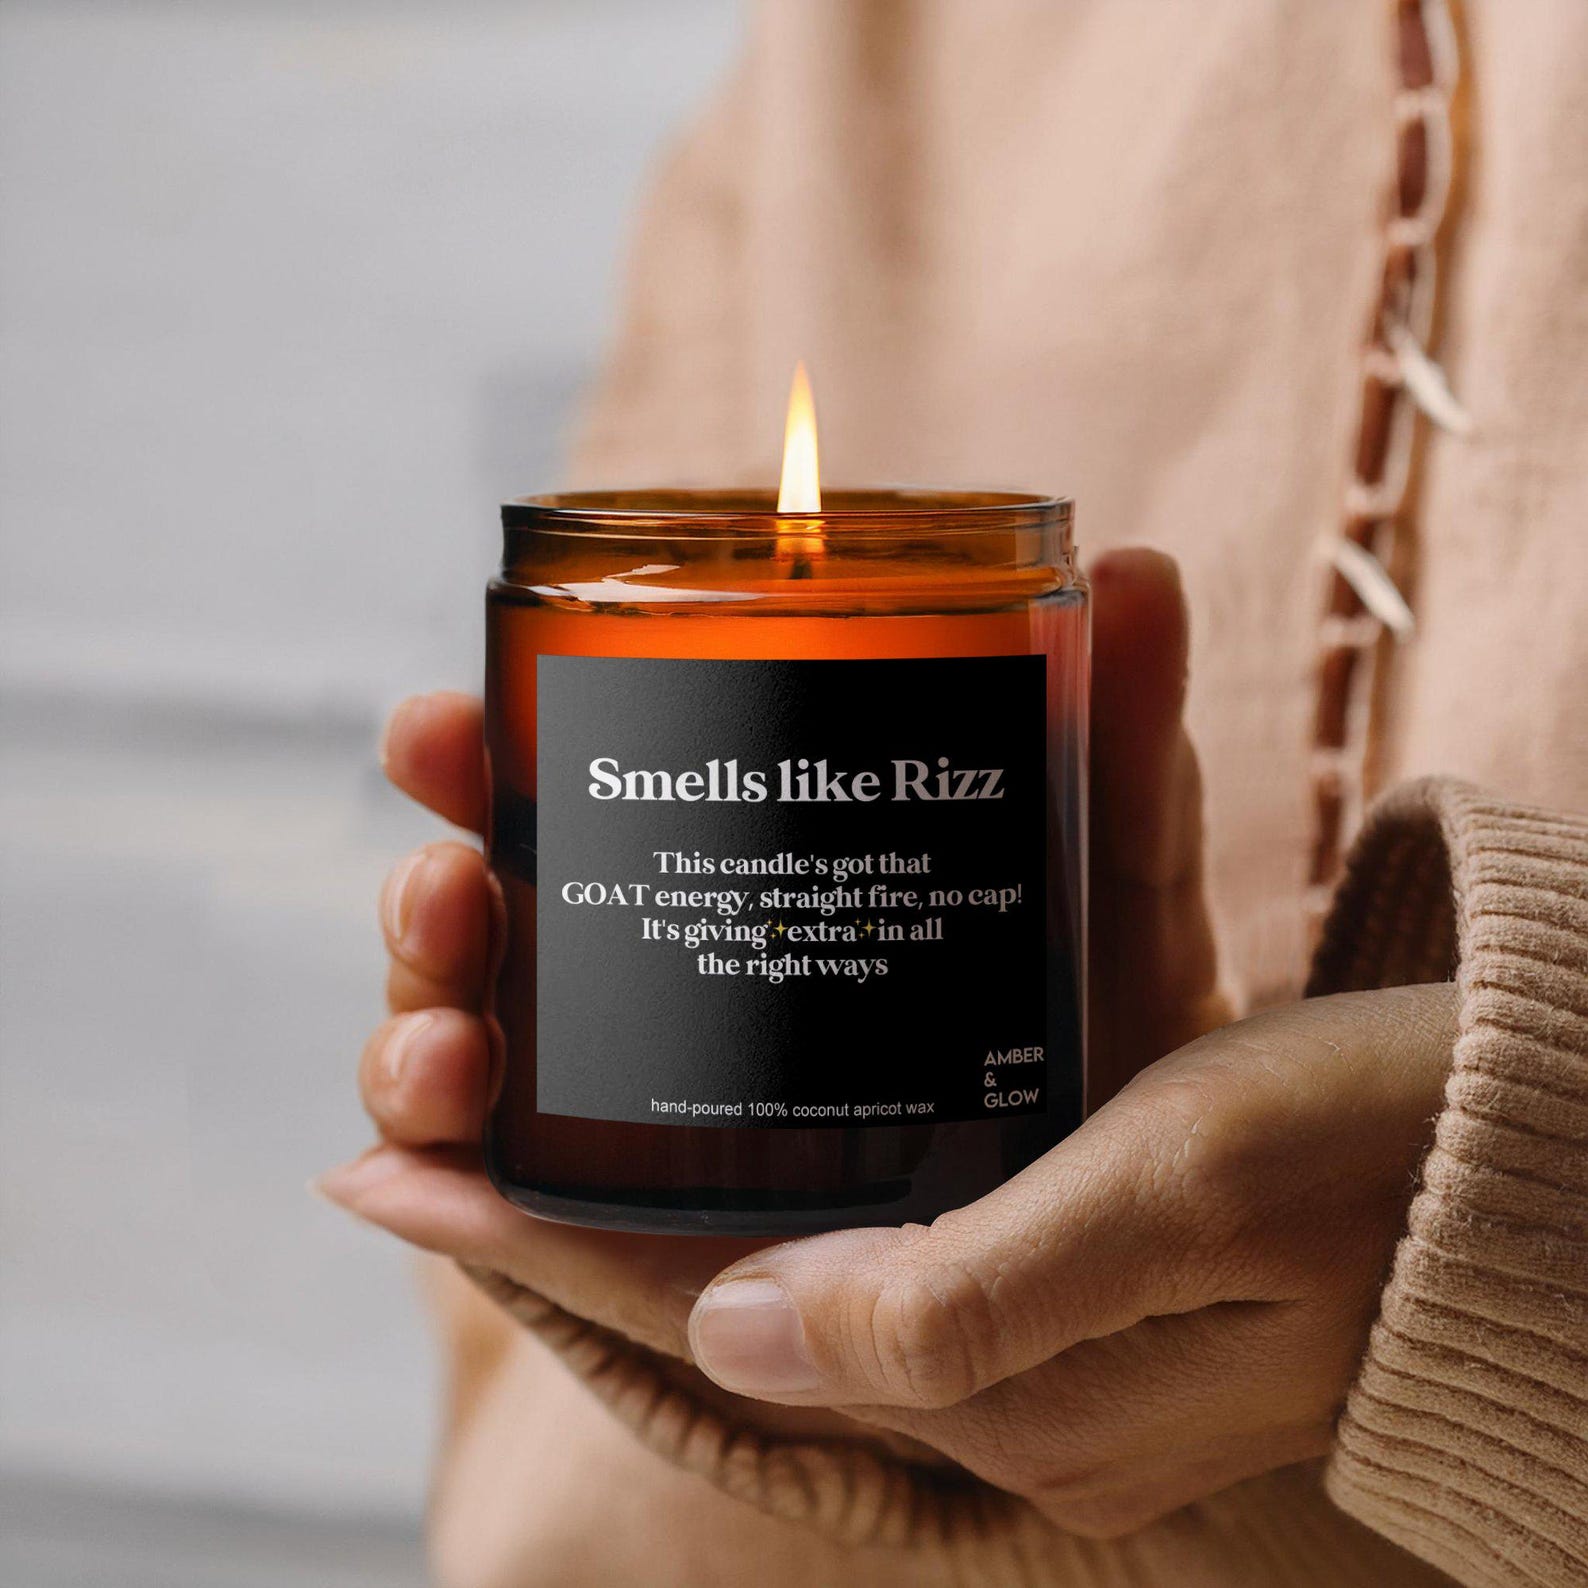 Smells like Rizz
This candle's got that
GOAT energy, straight fire, no cap!
It's giving✨extra✨in all
the right ways
hand-poured 100% coconut apricot wax
AMBER
&
GLOW